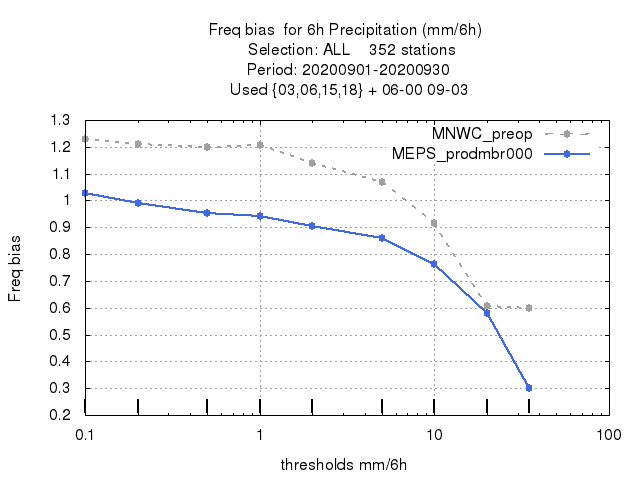 Freq bias  for 6h Precipitation (mm/6h)
Selection: ALL    352 stations
Period: 20200901-20200930
Used {03,06,15,18} + 06-00 09-03
MNWC_preop
MEPS_prodmbr000
1.3
1.2
1.1
1
0.9
0.8
0.7
0.6
0.5
0.4
0.3
0.2
Freq bias
0.1 1 10 100
thresholds mm/6h